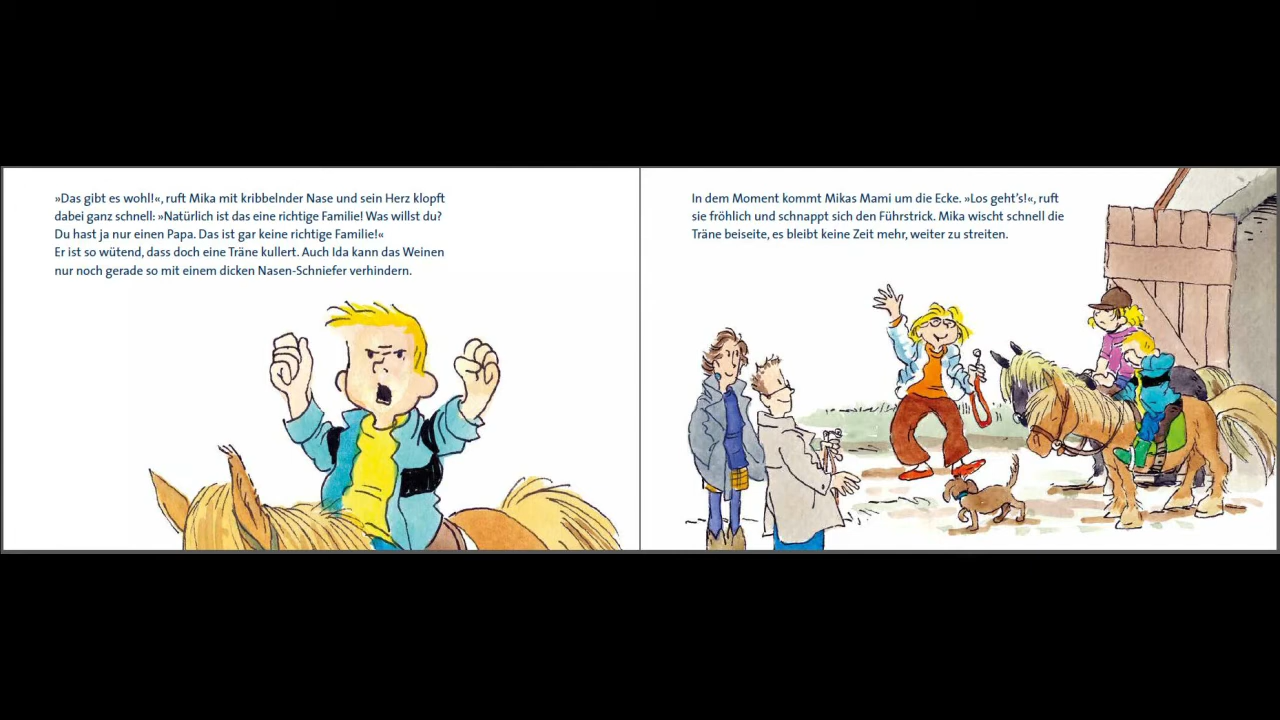 »Das gibt es wohl!«, ruft Mika mit kribbelnder Nase und sein Herz klopft
dabei ganz schnell: »Natürlich ist das eine richtige Familie! Was willst du?
Du hast ja nur einen Papa. Das ist gar keine richtige Familie!«
Er ist so wütend, dass doch eine Träne kullert. Auch Ida kann das Weinen
nur noch gerade so mit einem dicken Nasen-Schniefer verhindern.
In dem Moment kommt Mikas Mami um die Ecke. »Los geht's!«, ruft
sie fröhlich und schnappt sich den Führstrick. Mika wischt schnell die
Träne beiseite, es bleibt keine Zeit mehr, weiter zu streiten.